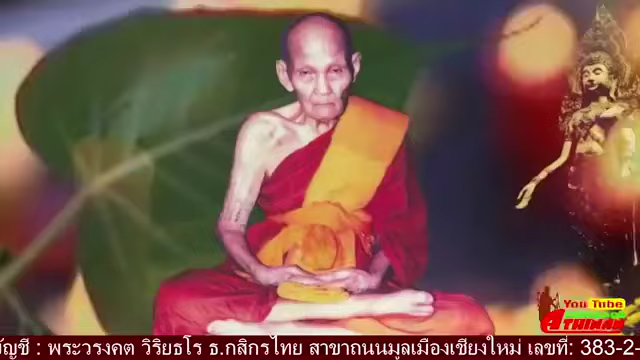 You Tube
ATHIMAN
บัญชี : พระวรงคต วิริยธโร ธ.กสิกรไทย สาขาถนนมูลเมืองเชียงใหม่ เลขที่: 383-2